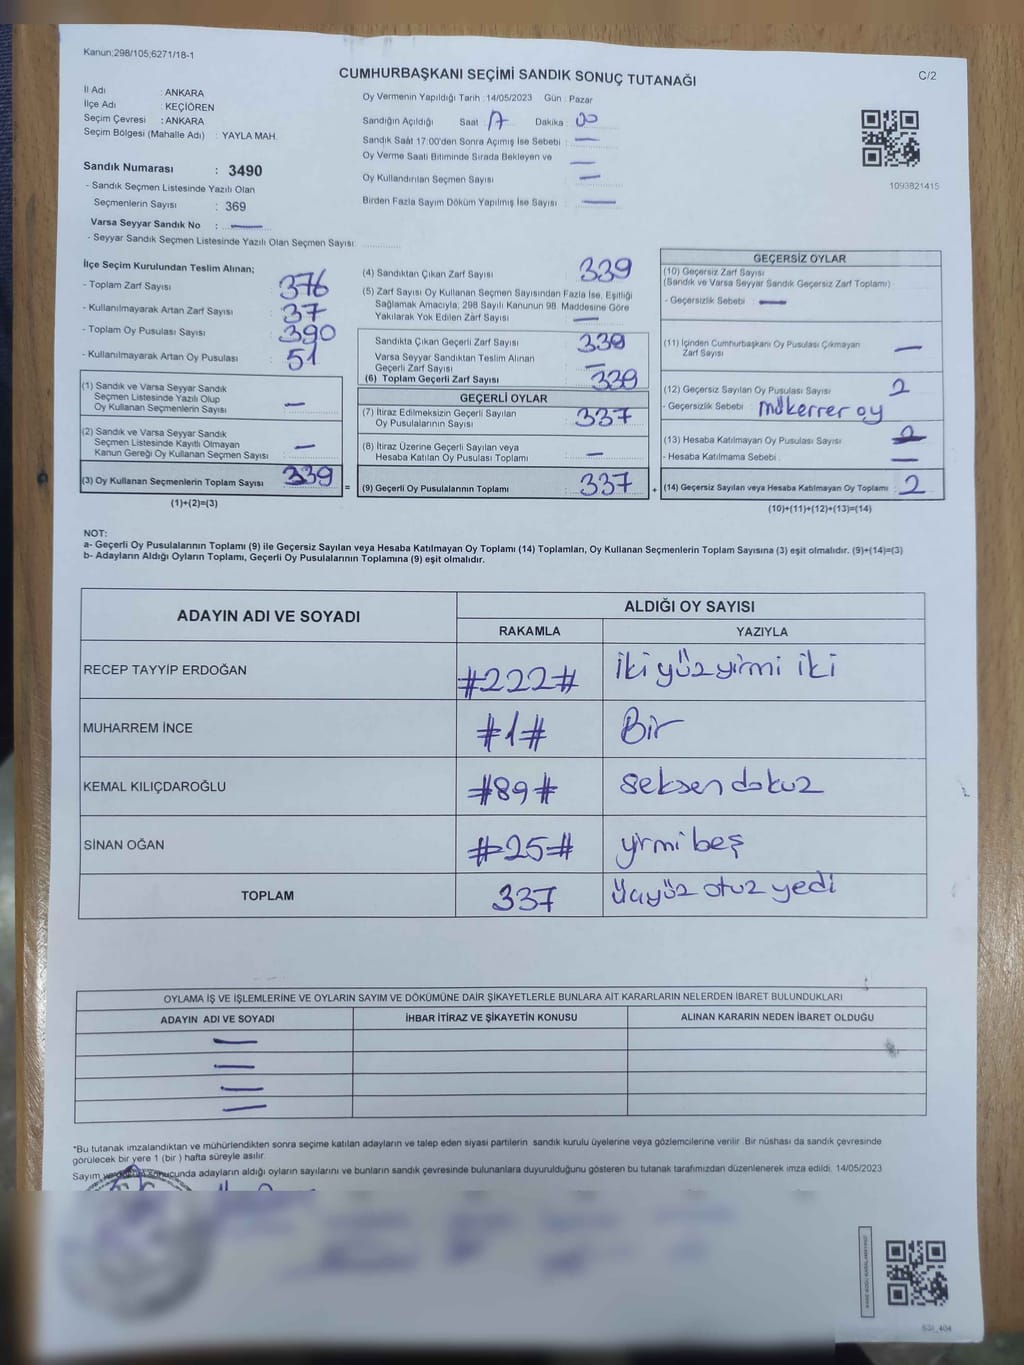 Kanun;298/105;6271/18-1
CUMHURBAŞKANI SEÇİMİ SANDIK SONUÇ TUTANAĞI
C/2
İl Adı : ANKARA
İlçe Adı : KEÇİÖREN
Seçim Çevresi : ANKARA
Seçim Bölgesi (Mahalle Adı) : YAYLA MAH.
Sandık Numarası : 3490
- Sandık Seçmen Listesinde Yazılı Olan
Seçmenlerin Sayısı : 369
Varsa Seyyar Sandık No : —
- Seyyar Sandık Seçmen Listesinde Yazılı Olan Seçmen Sayısı
Oy Vermenin Yapıldığı Tarih : 14/05/2023 Gün : Pazar
Sandığın Açıldığı Saat : 17 Dakika : 00
Sandık Saat 17:00'den Sonra Açımış İse Sebebi : —
Oy Verme Saati Bitiminde Sırada Bekleyen ve —
Oy Kullandırılan Seçmen Sayısı : —
Birden Fazla Sayım Döküm Yapılmış İse Sayısı : —
1093821415
İlçe Seçim Kurulundan Teslim Alınan;
- Toplam Zarf Sayısı : 376
- Kullanılmayarak Artan Zarf Sayısı : 37
- Toplam Oy Pusulası Sayısı : 390
- Kullanılmayarak Artan Oy Pusulası : 51
(1) Sandık ve Varsa Seyyar Sandık
Seçmen Listesinde Yazılı Olup
Oy Kullanan Seçmenlerin Sayısı : —
(2) Sandık ve Varsa Seyyar Sandık
Seçmen Listesinde Kayıtlı Olmayan
Kanun Gereği Oy Kullanan Seçmen Sayısı : —
(3) Oy Kullanan Seçmenlerin Toplam Sayısı : 339 =
(1)+(2)=(3)
(4) Sandıktan Çıkan Zarf Sayısı : 339
(5) Zarf Sayısı Oy Kullanan Seçmen Sayısından Fazla İse, Eşitliği
Sağlamak Amacıyla; 298 Sayılı Kanunun 98. Maddesine Göre
Yakılarak Yok Edilen Zarf Sayısı : —
Sandıkta Çıkan Geçerli Zarf Sayısı : 339
Varsa Seyyar Sandıktan Teslim Alınan
Geçerli Zarf Sayısı : —
(6) Toplam Geçerli Zarf Sayısı : 339
GEÇERLİ OYLAR
(7) İtiraz Edilmeksizin Geçerli Sayılan
Oy Pusulalarının Sayısı : 337
(8) İtiraz Üzerine Geçerli Sayılan veya
Hesaba Katılan Oy Pusulası Toplamı : —
(9) Geçerli Oy Pusulalarının Toplamı : 337 +
GEÇERSİZ OYLAR
(10) Geçersiz Zarf Sayısı
(Sandık ve Varsa Seyyar Sandık Geçersiz Zarf Toplamı)
- Geçersizlik Sebebi : —
(11) İçinden Cumhurbaşkanı Oy Pusulası Çıkmayan
Zarf Sayısı : —
(12) Geçersiz Sayılan Oy Pusulası Sayısı : 2
- Geçersizlik Sebebi : mükerrer oy
(13) Hesaba Katılmayan Oy Pusulası Sayısı :
- Hesaba Katılmama Sebebi : —
(14) Geçersiz Sayılan veya Hesaba Katılmayan Oy Toplamı : 2
(10)+(11)+(12)+(13)=(14)
NOT:
a- Geçerli Oy Pusulalarının Toplamı (9) ile Geçersiz Sayılan veya Hesaba Katılmayan Oy Toplamı (14) Toplamları, Oy Kullanan Seçmenlerin Toplam Sayısına (3) eşit olmalıdır. (9)+(14)=(3)
b- Adayların Aldığı Oyların Toplamı, Geçerli Oy Pusulalarının Toplamına (9) eşit olmalıdır.
ADAYIN ADI VE SOYADI ALDIĞI OY SAYISI
RAKAMLA YAZIYLA
RECEP TAYYİP ERDOĞAN #222# İki yüz yirmi iki
MUHARREM İNCE #1# Bir
KEMAL KILIÇDAROĞLU #89# seksen dokuz
SİNAN OĞAN #25# yirmi beş
TOPLAM 337 üçyüz otuz yedi
OYLAMA İŞ VE İŞLEMLERİNE VE OYLARIN SAYIM VE DÖKÜMÜNE DAİR ŞİKAYETLERLE BUNLARA AİT KARARLARIN NELERDEN İBARET BULUNDUKLARI
ADAYIN ADI VE SOYADI İHBAR İTİRAZ VE ŞİKAYETİN KONUSU ALINAN KARARIN NEDEN İBARET OLDUĞU
—
—
—
—
*Bu tutanak imzalandıktan ve mühürlendikten sonra seçime katılan adayların ve talep eden siyasi partilerin sandık kurulu üyelerine veya gözlemcilerine verilir. Bir nüshası da sandık çevresinde
görülecek bir yere 1 (bir ) hafta süreyle asılır.
Sayım ve döküm sonucunda adayların aldığı oyların sayılarını ve bunların sandık çevresinde bulunanlara duyurulduğunu gösteren bu tutanak tarafımızdan düzenlenerek imza edildi. 14/05/2023